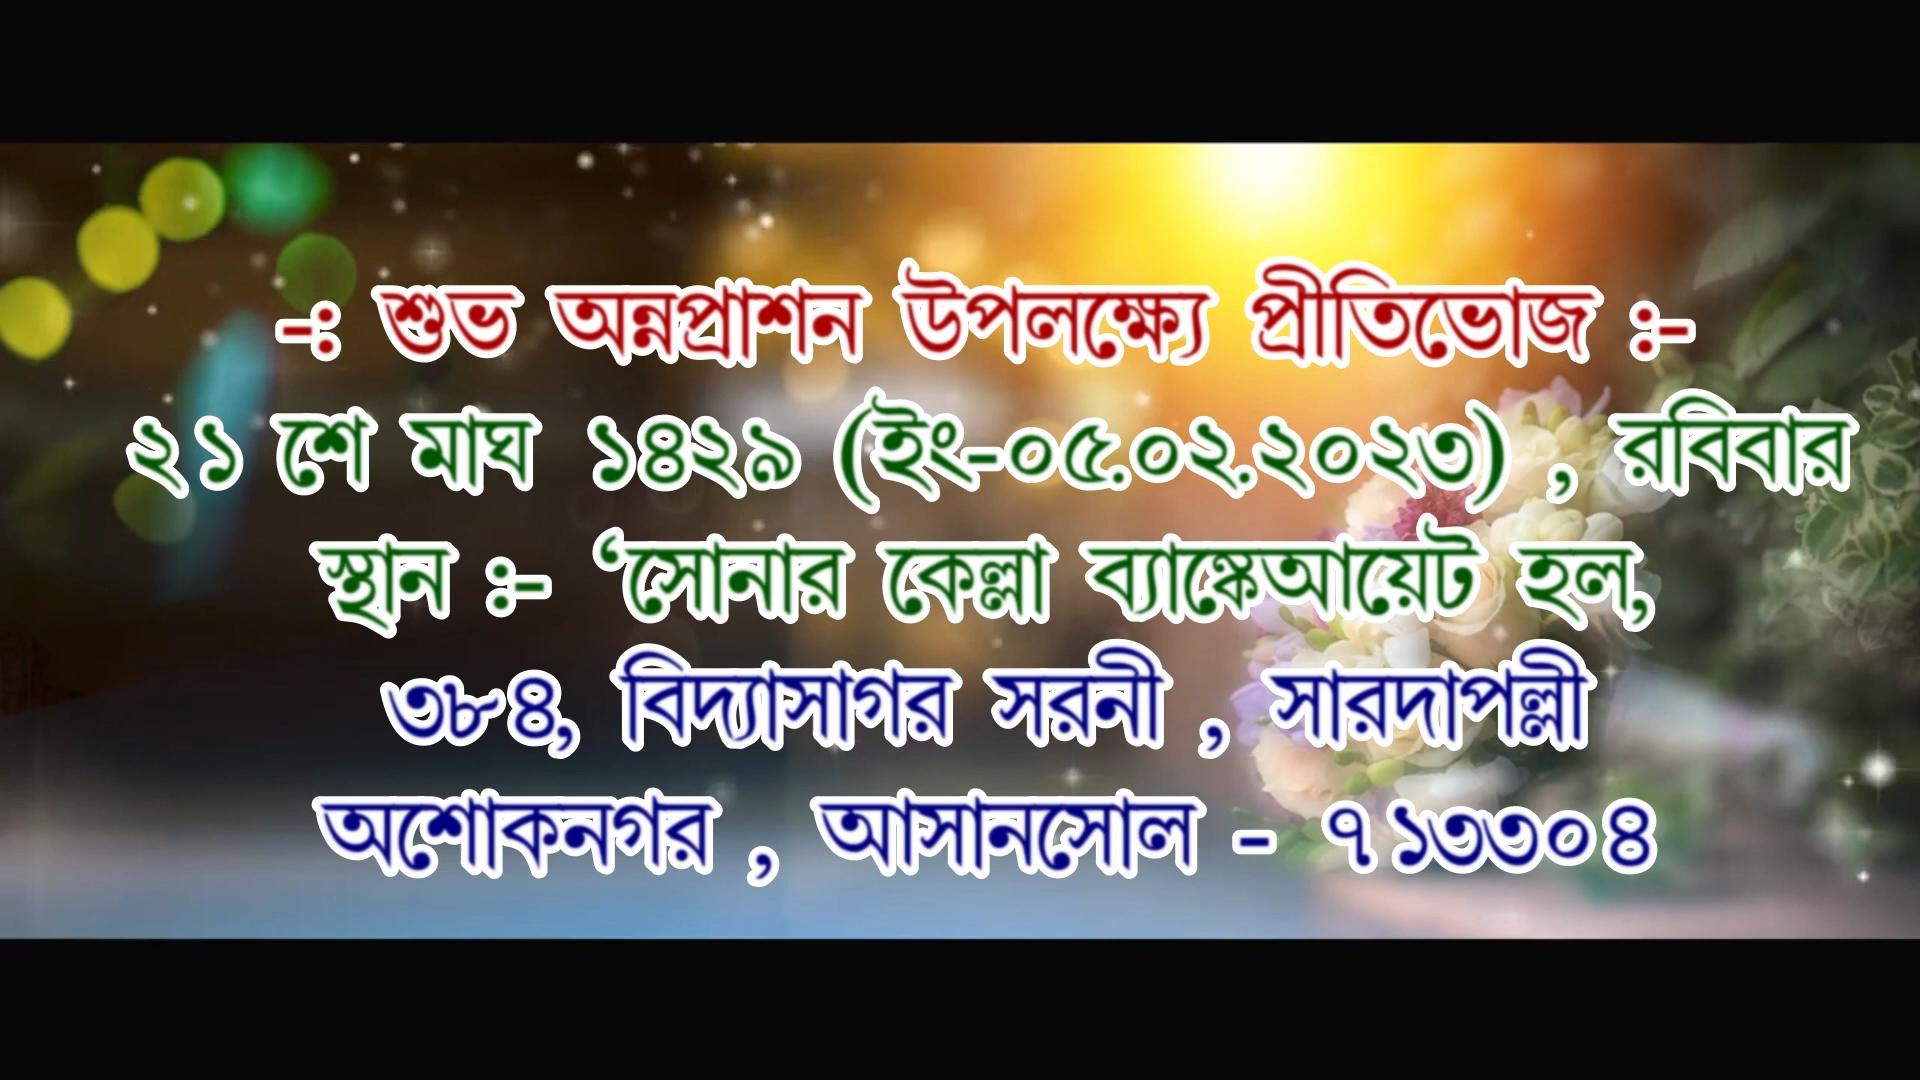 -: শুভ অন্নপ্রাশন উপলক্ষ্যে প্রীতিভোজ :-
২১ শে মাঘ ১৪২৯ (ইং-০৫.০২.২০২৩) , রবিবার
স্থান :- ‘সোনার কেল্লা ব্যাঙ্কেআয়েট হল,
৩৮৪, বিদ্যাসাগর সরনী , সারদাপল্লী
অশোকনগর , আসানসোল - ৭১৩৩০৪